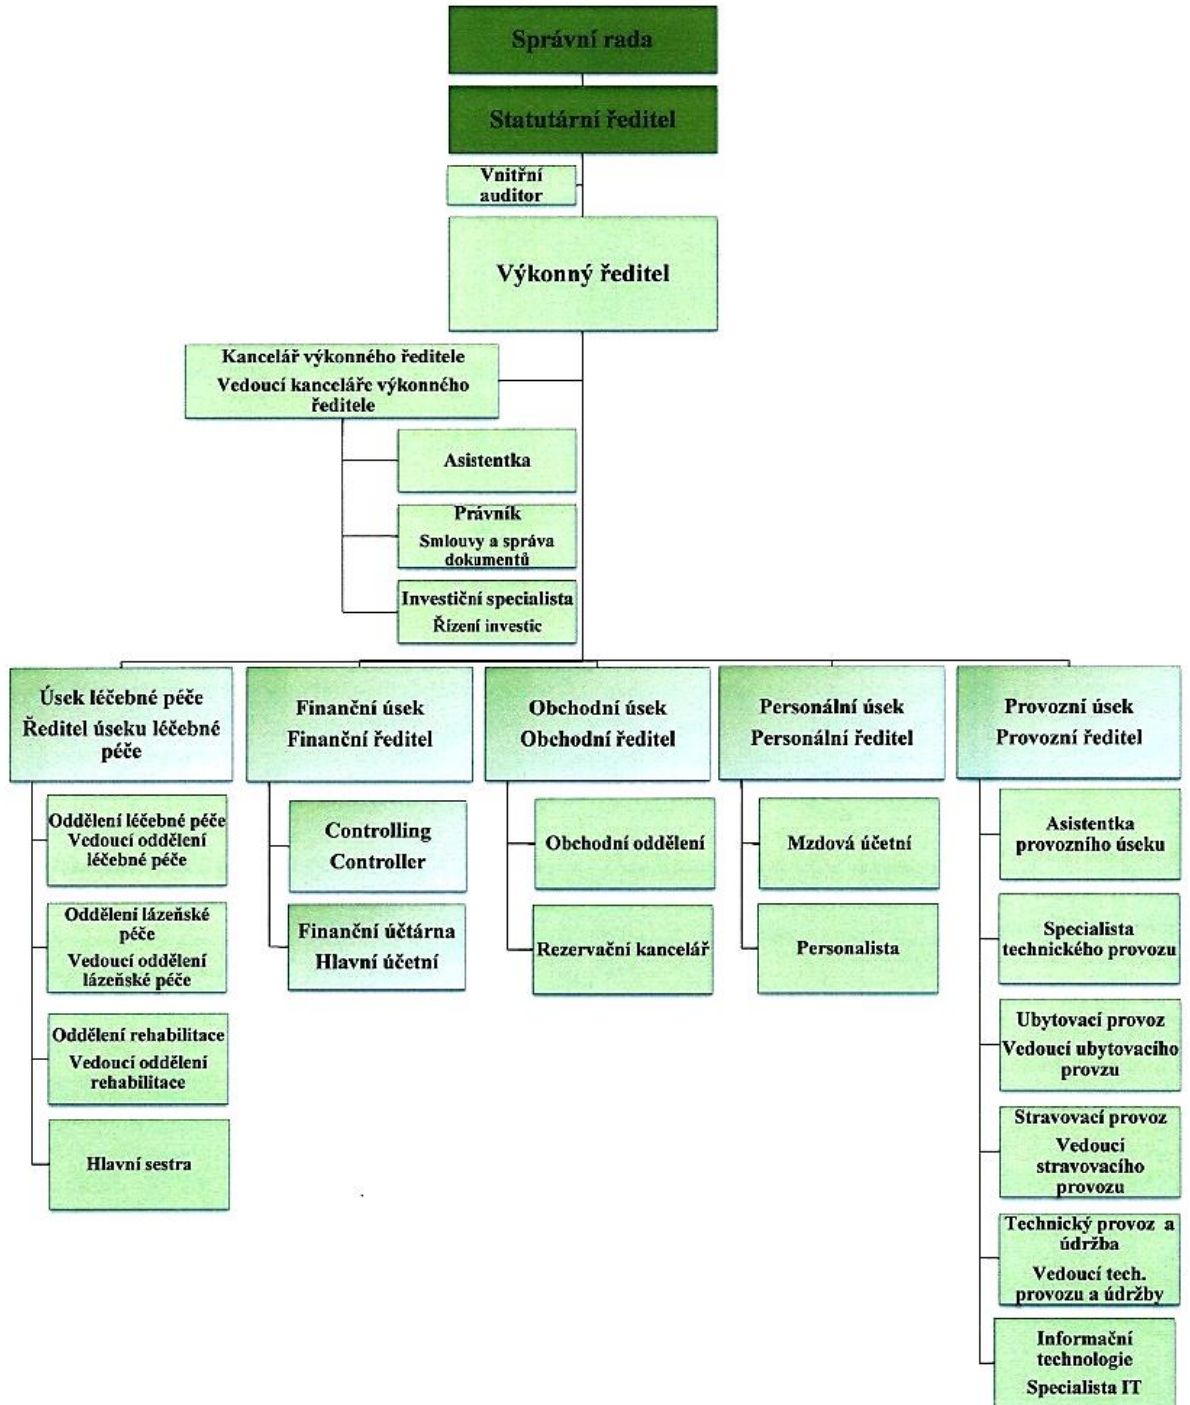 Správní rada
Statutární ředitel
Vnitřní
auditor
Výkonný ředitel
Kancelář výkonného ředitele
Vedoucí kanceláře výkonného
ředitele
Asistentka
Právník
Smlouvy a správa
dokumentů
Investiční specialista
Řízení investic
Úsek léčebné péče
Ředitel úseku léčebné
péče
Oddělení léčebné péče
Vedoucí oddělení
léčebné péče
Oddělení lázeňské
péče
Vedoucí oddělení
lázeňské péče
Oddělení rehabilitace
Vedoucí oddělení
rehabilitace
Hlavní sestra
Finanční úsek
Finanční ředitel
Controlling
Controller
Finanční účtárna
Hlavní účetní
Obchodní úsek
Obchodní ředitel
Obchodní oddělení
Rezervační kancelář
Personální úsek
Personální ředitel
Mzdová účetní
Personalista
Provozní úsek
Provozní ředitel
Asistentka
provozního úseku
Specialista
technického provozu
Ubytovací provoz
Vedoucí ubytovacího
provzu
Stravovací provoz
Vedoucí
stravovacího
provozu
Technický provoz a
údržba
Vedoucí tech.
provozu a údržby
Informační
technologie
Specialista IT